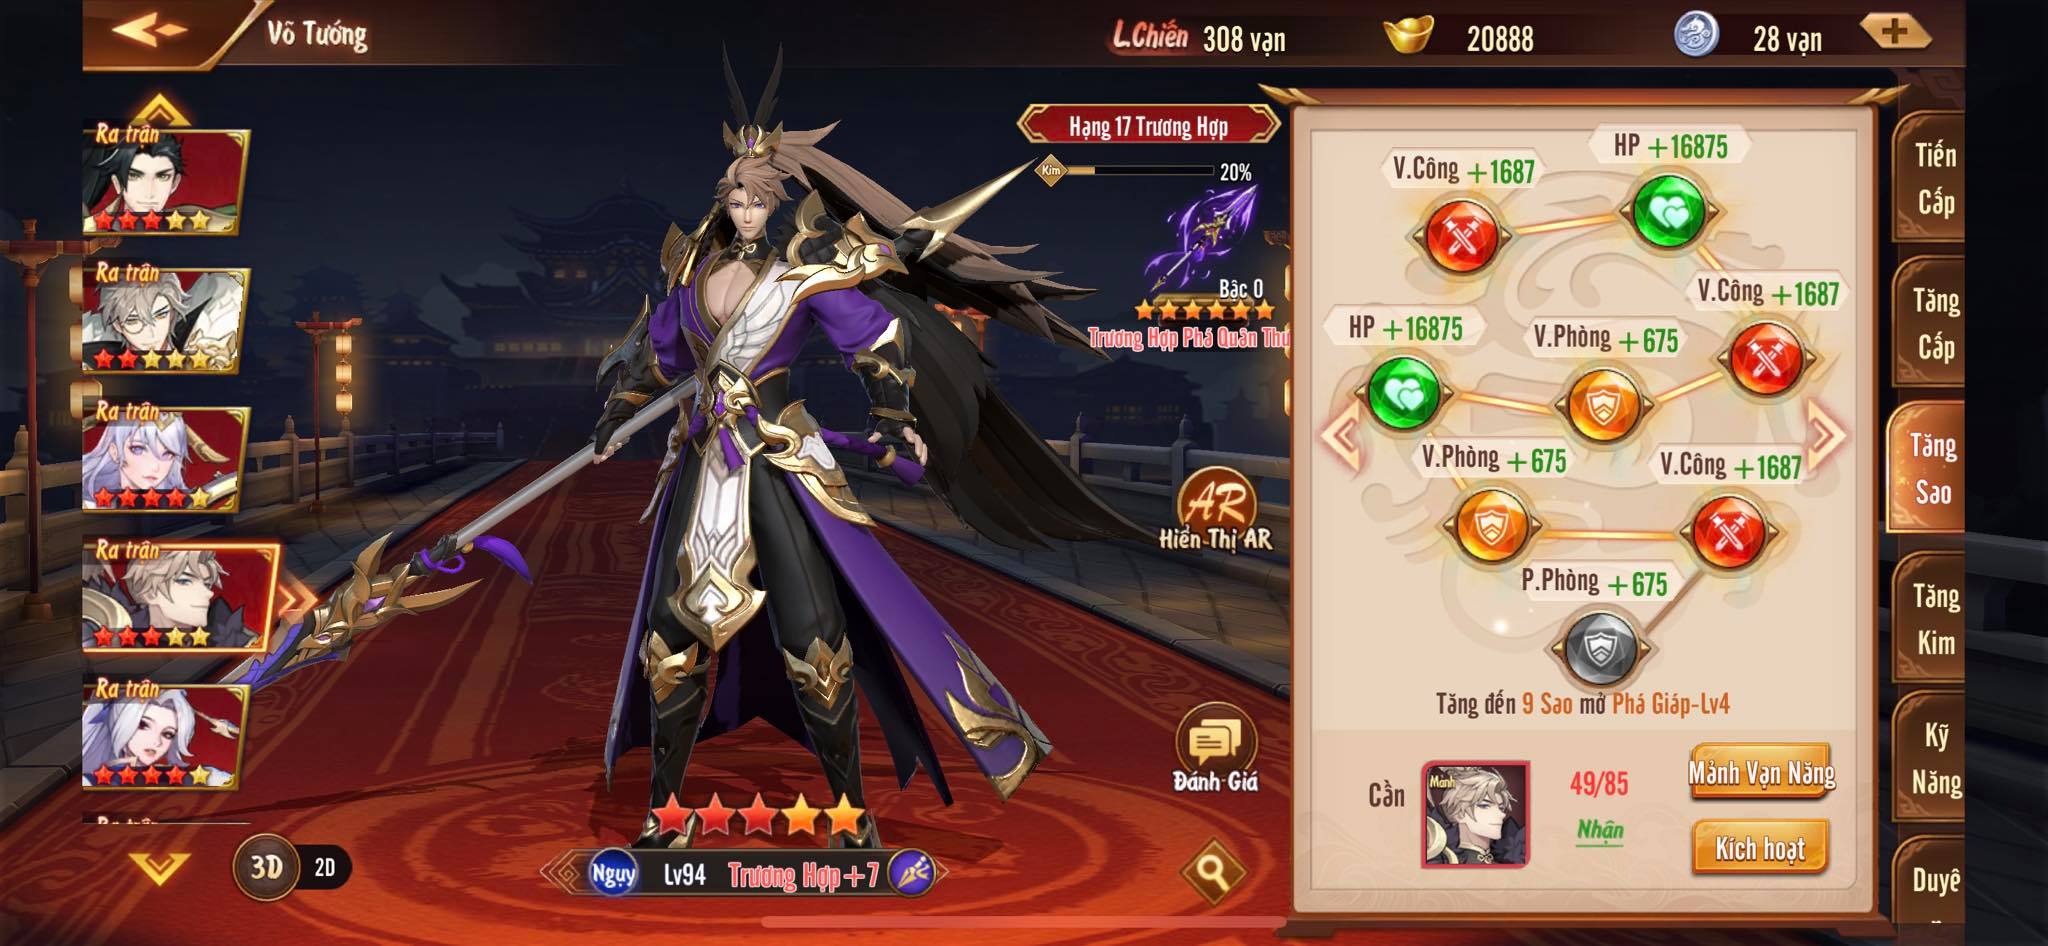 Võ Tướng
L.Chiến 308 vạn
20888
28 vạn
Ra trận
Ra trận
Ra trận
Ra trận
Ra trận
3D 2D
Hạng 17 Trương Hợp
Kim 20%
Bậc 0
Trương Hợp Phá Quân Thư
AR
Hiển Thị AR
Đánh Giá
Ngụy Lv94 Trương Hợp+7
V.Công +1687
HP +16875
V.Công +1687
HP +16875
V.Phòng +675
V.Phòng +675
V.Công +1687
P.Phòng +675
Tăng đến 9 Sao mở Phá Giáp-Lv4
Cần
Mảnh
49/85
Nhận
Mảnh Vạn Năng
Kích hoạt
Tiến
Cấp
Tăng
Cấp
Tăng
Sao
Tăng
Kim
Kỹ
Năng
Duyê